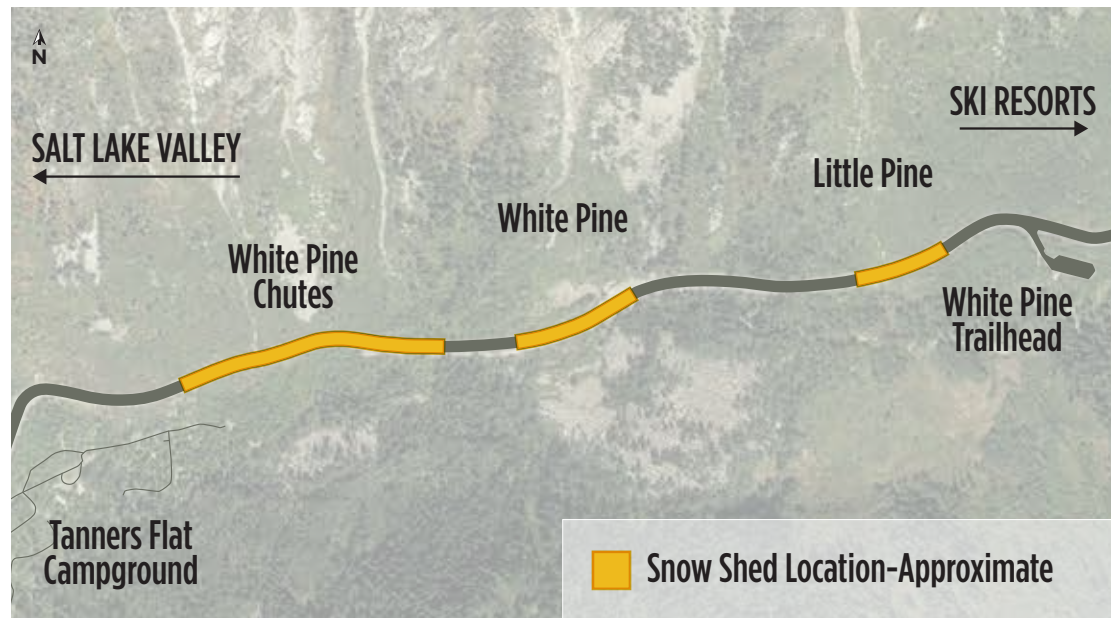 N
SKI RESORTS
SALT LAKE VALLEY
Little Pine
White Pine
White Pine
Chutes
White Pine
Trailhead
Tanners Flat
Campground
Snow Shed Location-Approximate